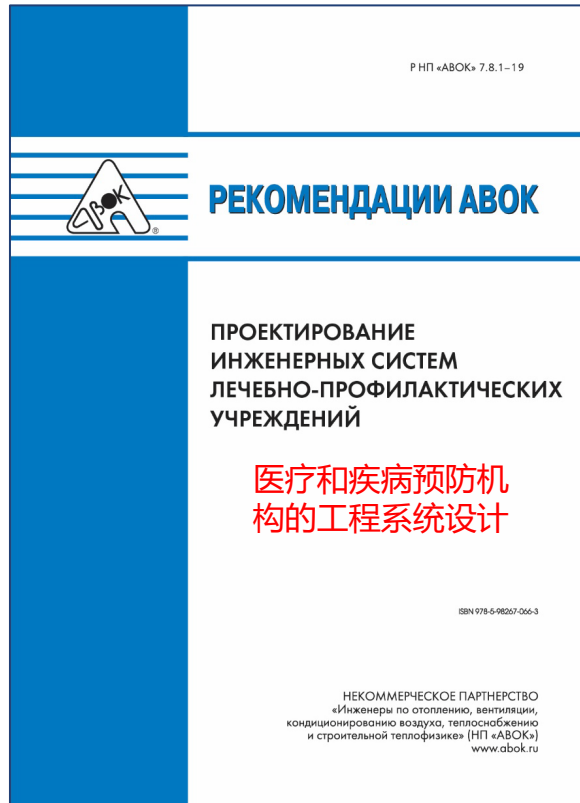 Р НП «АВОК» 7.8.1–19
АВОК
®
РЕКОМЕНДАЦИИ АВОК
ПРОЕКТИРОВАНИЕ
ИНЖЕНЕРНЫХ СИСТЕМ
ЛЕЧЕБНО-ПРОФИЛАКТИЧЕСКИХ
УЧРЕЖДЕНИЙ
医疗和疾病预防机
构的工程系统设计
ISBN 978-5-98267-066-3
НЕКОММЕРЧЕСКОЕ ПАРТНЕРСТВО
«Инженеры по отоплению, вентиляции,
кондиционированию воздуха, теплоснабжению
и строительной теплофизике» (НП «АВОК»)
www.abok.ru